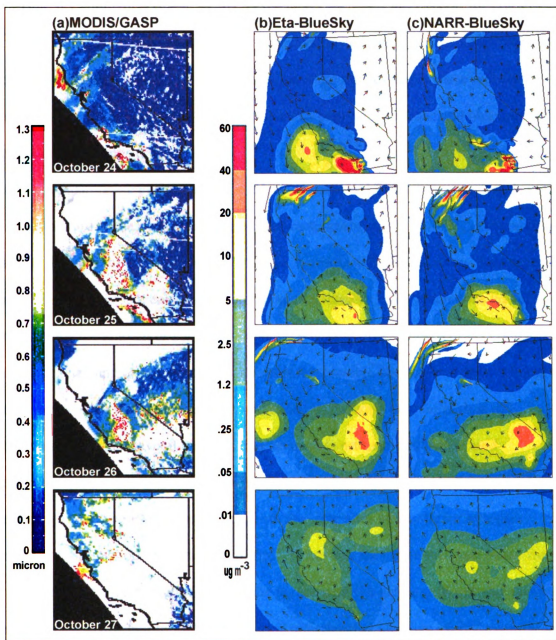 (a)MODIS/GASP
(b)Eta-BlueSky
(c)NARR-BlueSky
1.3
1.2
1.1
1.0
0.9
0.8
0.7
0.6
0.5
0.4
0.3
0.2
0.1
0
micron
October 24
October 25
October 26
October 27
60
40
20
10
5
2.5
1.2
.25
.05
.01
0
ug m-3